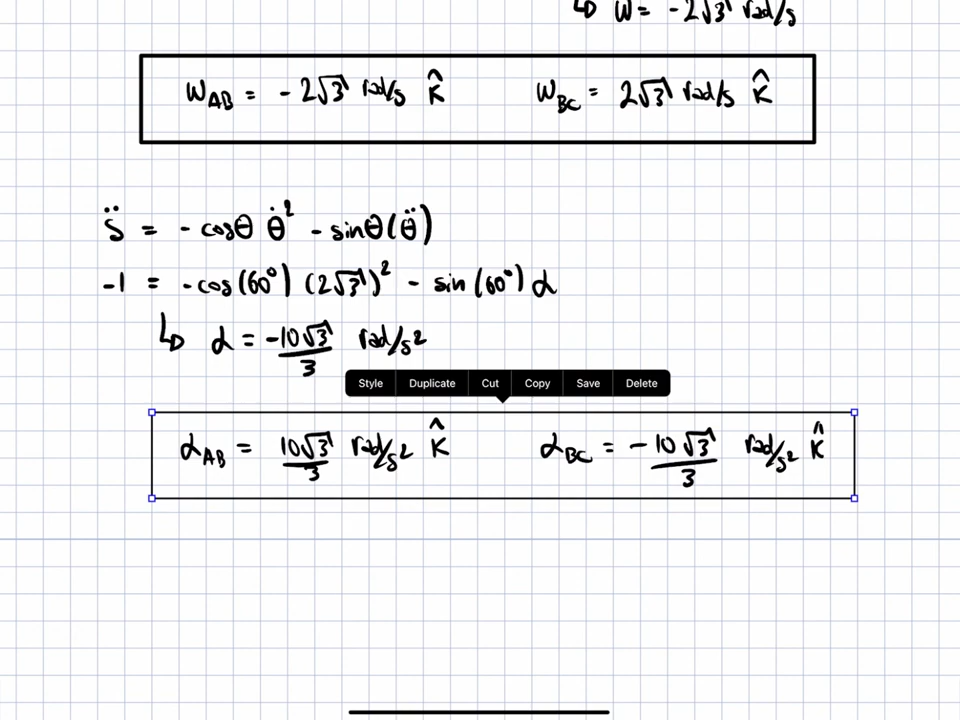 ↳ ω = -2√3 rad/s
ω_AB = -2√3 rad/s k̂ ω_BC = 2√3 rad/s k̂
s̈ = -cosθ θ̇² - sinθ(θ̈)
-1 = -cos(60°) (2√3)² - sin(60°) α
↳ α = -10√3/3 rad/s²
Style Duplicate Cut Copy Save Delete
α_AB = 10√3/3 rad/s² k̂ α_BC = -10√3/3 rad/s² k̂